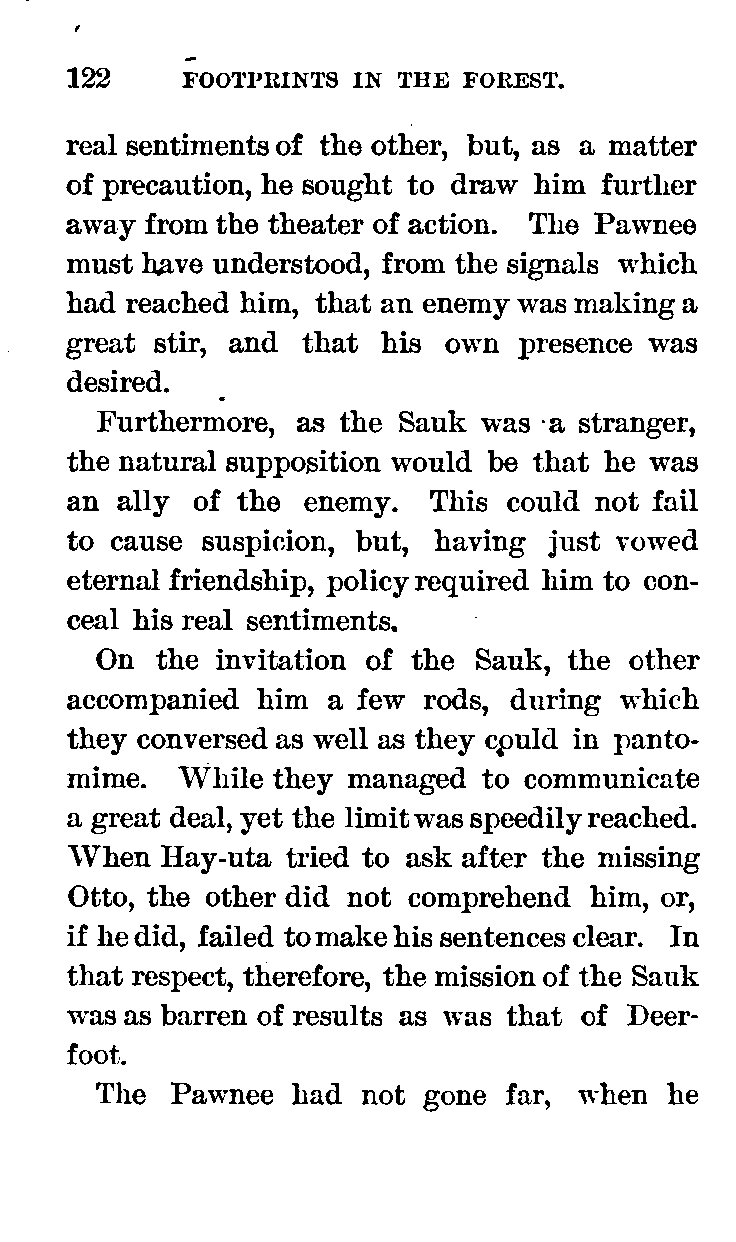 122 FOOTPRINTS IN THE FOREST.
real sentiments of the other, but, as a matter
of precaution, he sought to draw him further
away from the theater of action. The Pawnee
must have understood, from the signals which
had reached him, that an enemy was making a
great stir, and that his own presence was
desired.
Furthermore, as the Sauk was a stranger,
the natural supposition would be that he was
an ally of the enemy. This could not fail
to cause suspicion, but, having just vowed
eternal friendship, policy required him to con-
ceal his real sentiments.
On the invitation of the Sauk, the other
accompanied him a few rods, during which
they conversed as well as they could in panto-
mime. While they managed to communicate
a great deal, yet the limit was speedily reached.
When Hay-uta tried to ask after the missing
Otto, the other did not comprehend him, or,
if he did, failed to make his sentences clear. In
that respect, therefore, the mission of the Sauk
was as barren of results as was that of Deer-
foot.
The Pawnee had not gone far, when he